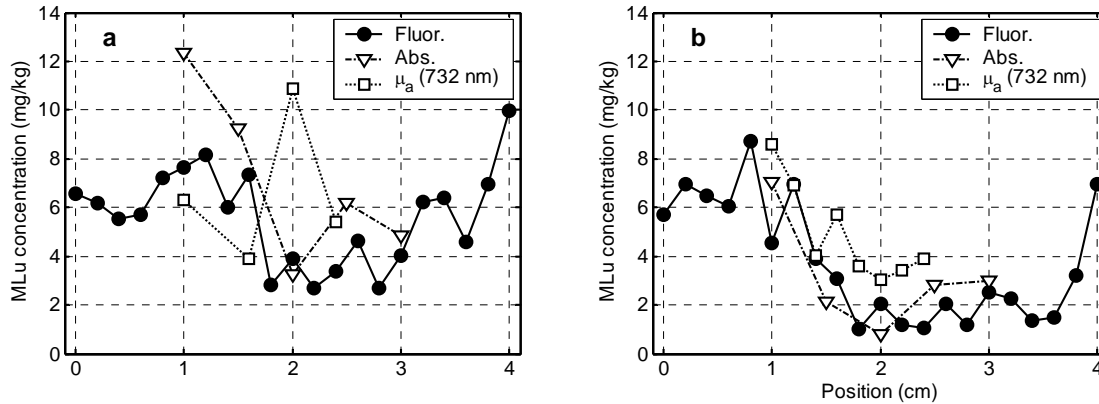 a
Fluor.
Abs.
μa (732 nm)
MLu concentration (mg/kg)
14
12
10
8
6
4
2
0
0 1 2 3 4
b
Fluor.
Abs.
μa (732 nm)
MLu concentration (mg/kg)
14
12
10
8
6
4
2
0
0 1 2 3 4
Position (cm)